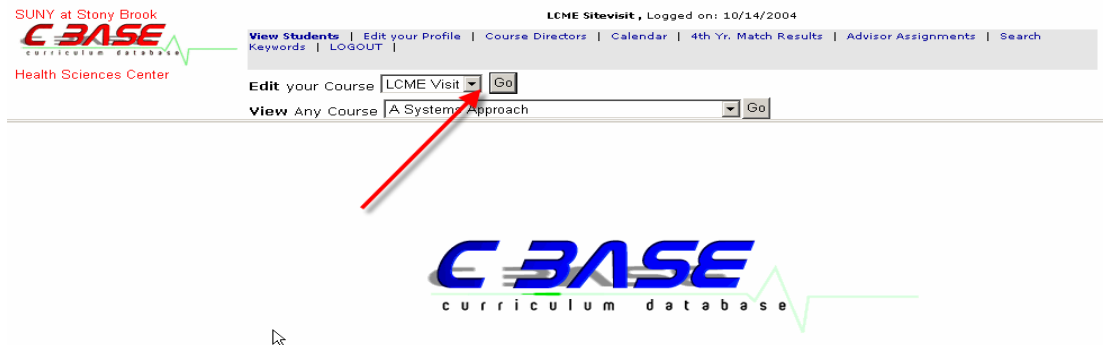 SUNY at Stony Brook
C BASE
curriculum database
Health Sciences Center
LCME Sitevisit , Logged on: 10/14/2004
View Students | Edit your Profile | Course Directors | Calendar | 4th Yr. Match Results | Advisor Assignments | Search
Keywords | LOGOUT |
Edit your Course LCME Visit Go
View Any Course A Systems Approach Go
C BASE
curriculum database